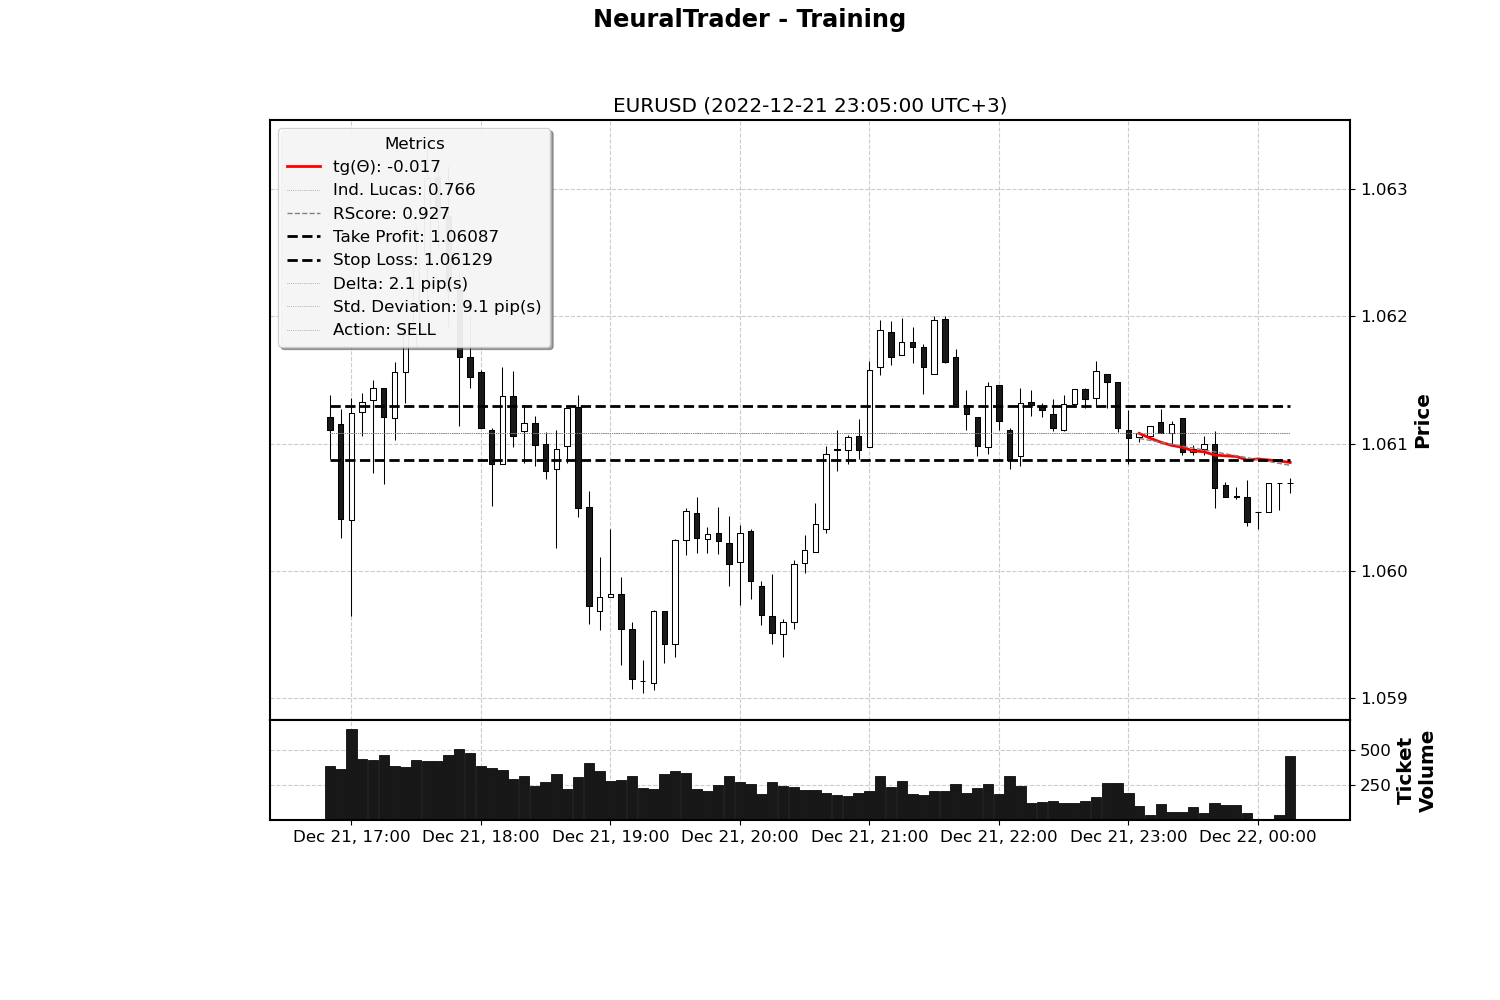 NeuralTrader - Training
EURUSD (2022-12-21 23:05:00 UTC+3)
Metrics
tg(Θ): -0.017
Ind. Lucas: 0.766
RScore: 0.927
Take Profit: 1.06087
Stop Loss: 1.06129
Delta: 2.1 pip(s)
Std. Deviation: 9.1 pip(s)
Action: SELL
1.063
1.062
1.061
1.060
1.059
Price
500
250
Ticket
Volume
Dec 21, 17:00
Dec 21, 18:00
Dec 21, 19:00
Dec 21, 20:00
Dec 21, 21:00
Dec 21, 22:00
Dec 21, 23:00
Dec 22, 00:00